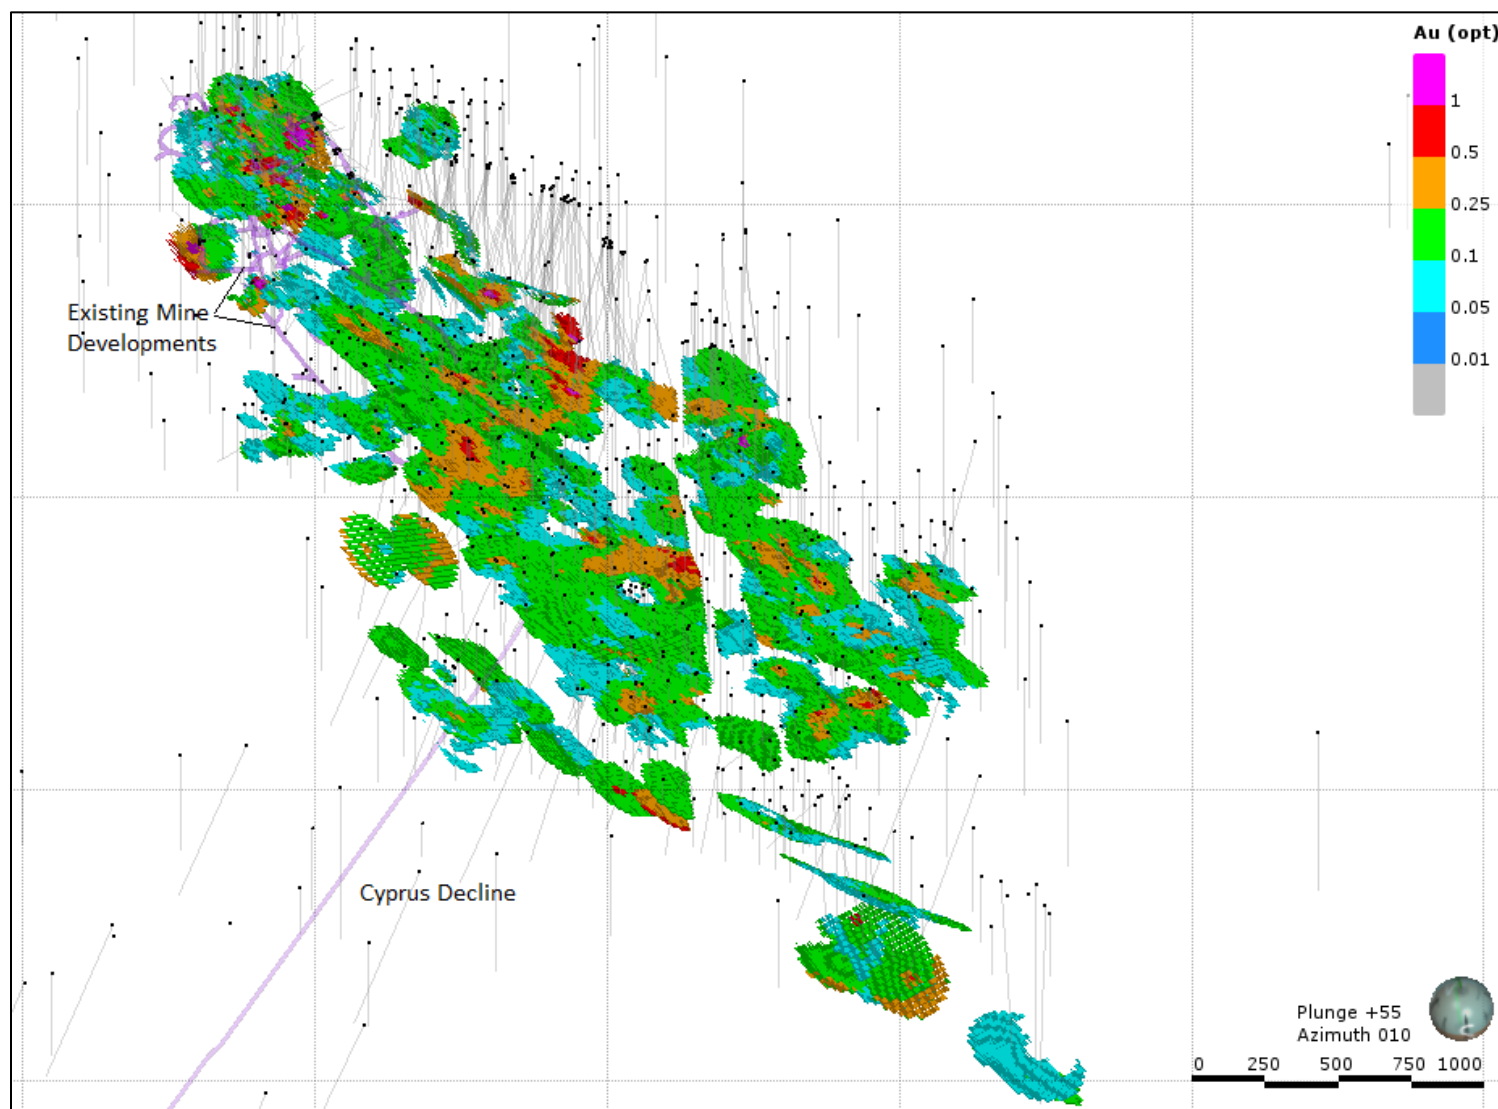 Au (opt)
1
0.5
0.25
0.1
0.05
0.01
Existing Mine
Developments
Cyprus Decline
Plunge +55
Azimuth 010
0 250 500 750 1000